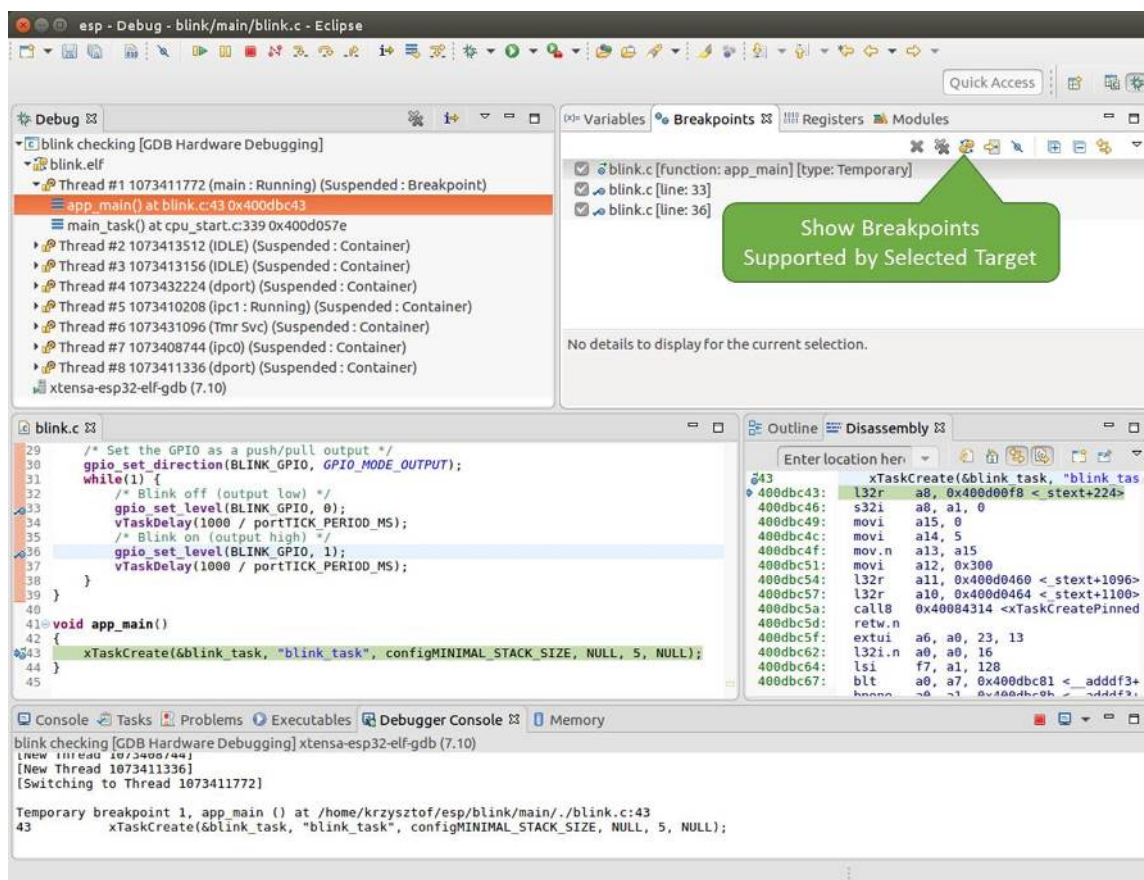 esp - Debug - blink/main/blink.c - Eclipse
Quick Access
Debug
blink checking [GDB Hardware Debugging]
blink.elf
Thread #1 1073411772 (main : Running) (Suspended : Breakpoint)
app_main() at blink.c:43 0x400dbc43
main_task() at cpu_start.c:339 0x400d057e
Thread #2 1073413512 (IDLE) (Suspended : Container)
Thread #3 1073413156 (IDLE) (Suspended : Container)
Thread #4 1073432224 (dport) (Suspended : Container)
Thread #5 1073410208 (ipc1 : Running) (Suspended : Container)
Thread #6 1073431096 (Tmr Svc) (Suspended : Container)
Thread #7 1073408744 (ipc0) (Suspended : Container)
Thread #8 1073411336 (dport) (Suspended : Container)
xtensa-esp32-elf-gdb (7.10)
(x)= Variables Breakpoints Registers Modules
blink.c [function: app_main] [type: Temporary]
blink.c [line: 33]
blink.c [line: 36]
Show Breakpoints
Supported by Selected Target
No details to display for the current selection.
blink.c
29 /* Set the GPIO as a push/pull output */
30 gpio_set_direction(BLINK_GPIO, GPIO_MODE_OUTPUT);
31 while(1) {
32 /* Blink off (output low) */
33 gpio_set_level(BLINK_GPIO, 0);
34 vTaskDelay(1000 / portTICK_PERIOD_MS);
35 /* Blink on (output high) */
36 gpio_set_level(BLINK_GPIO, 1);
37 vTaskDelay(1000 / portTICK_PERIOD_MS);
38 }
39 }
40
41 void app_main()
42 {
43 xTaskCreate(&blink_task, "blink_task", configMINIMAL_STACK_SIZE, NULL, 5, NULL);
44 }
45
Outline Disassembly
Enter location her
43 xTaskCreate(&blink_task, "blink_tas
400dbc43: l32r a8, 0x400d00f8 <_stext+224>
400dbc46: s32i a8, a1, 0
400dbc49: movi a15, 0
400dbc4c: movi a14, 5
400dbc4f: mov.n a13, a15
400dbc51: movi a12, 0x300
400dbc54: l32r a11, 0x400d0460 <_stext+1096>
400dbc57: l32r a10, 0x400d0464 <_stext+1100>
400dbc5a: call8 0x40084314 <xTaskCreatePinned
400dbc5d: retw.n
400dbc5f: extui a6, a0, 23, 13
400dbc62: l32i.n a0, a0, 16
400dbc64: lsi f7, a1, 128
400dbc67: blt a0, a7, 0x400dbc81 <__adddf3+
Console Tasks Problems Executables Debugger Console Memory
blink checking [GDB Hardware Debugging] xtensa-esp32-elf-gdb (7.10)
[New Thread 1073408744]
[New Thread 1073411336]
[Switching to Thread 1073411772]
Temporary breakpoint 1, app_main () at /home/krzysztof/esp/blink/main/./blink.c:43
43 xTaskCreate(&blink_task, "blink_task", configMINIMAL_STACK_SIZE, NULL, 5, NULL);